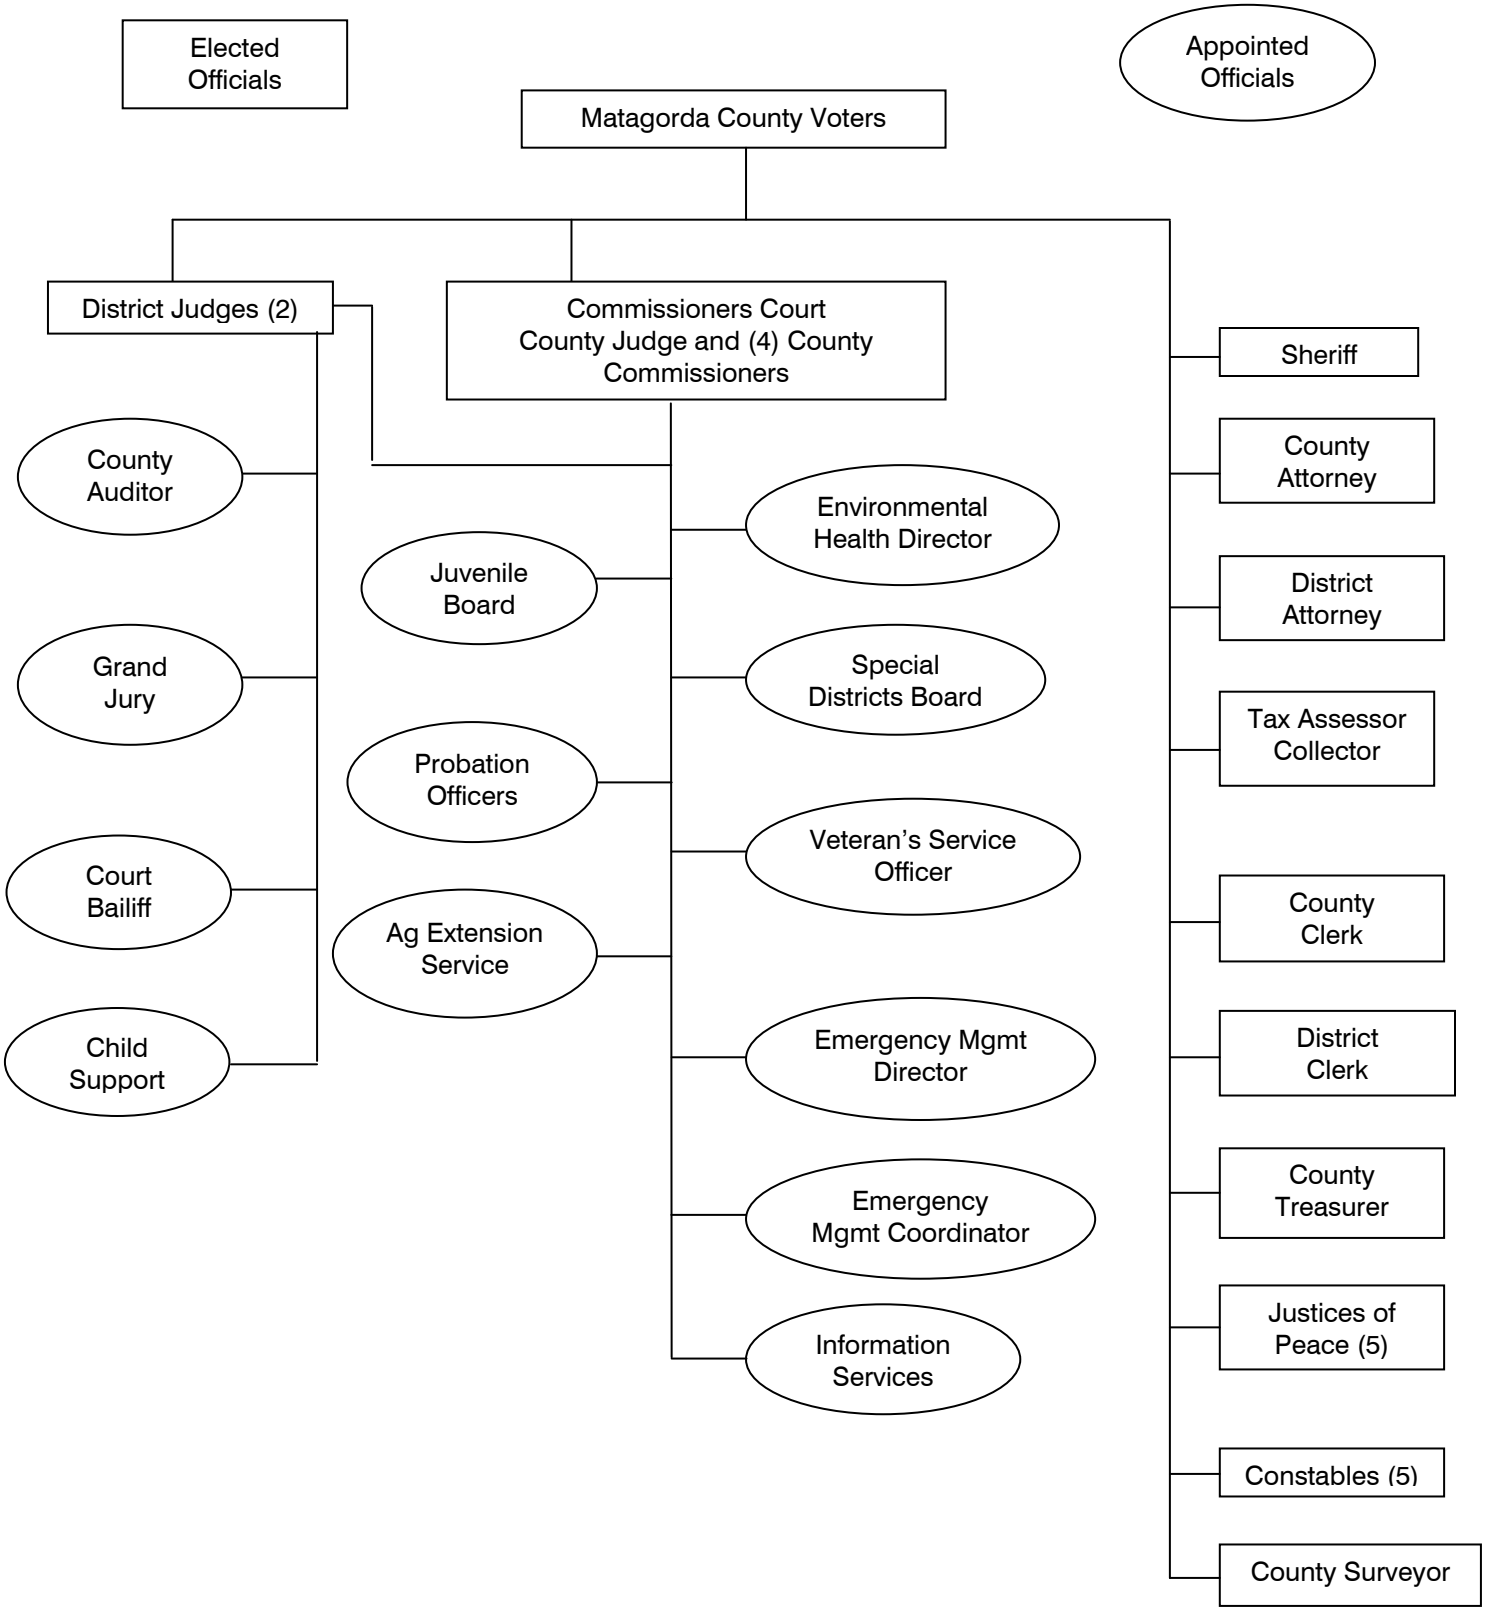 Elected
Officials
Appointed
Officials
Matagorda County Voters
District Judges (2)
Commissioners Court
County Judge and (4) County
Commissioners
County
Auditor
Grand
Jury
Court
Bailiff
Child
Support
Juvenile
Board
Probation
Officers
Ag Extension
Service
Environmental
Health Director
Special
Districts Board
Veteran’s Service
Officer
Emergency Mgmt
Director
Emergency
Mgmt Coordinator
Information
Services
Sheriff
County
Attorney
District
Attorney
Tax Assessor
Collector
County
Clerk
District
Clerk
County
Treasurer
Justices of
Peace (5)
Constables (5)
County Surveyor